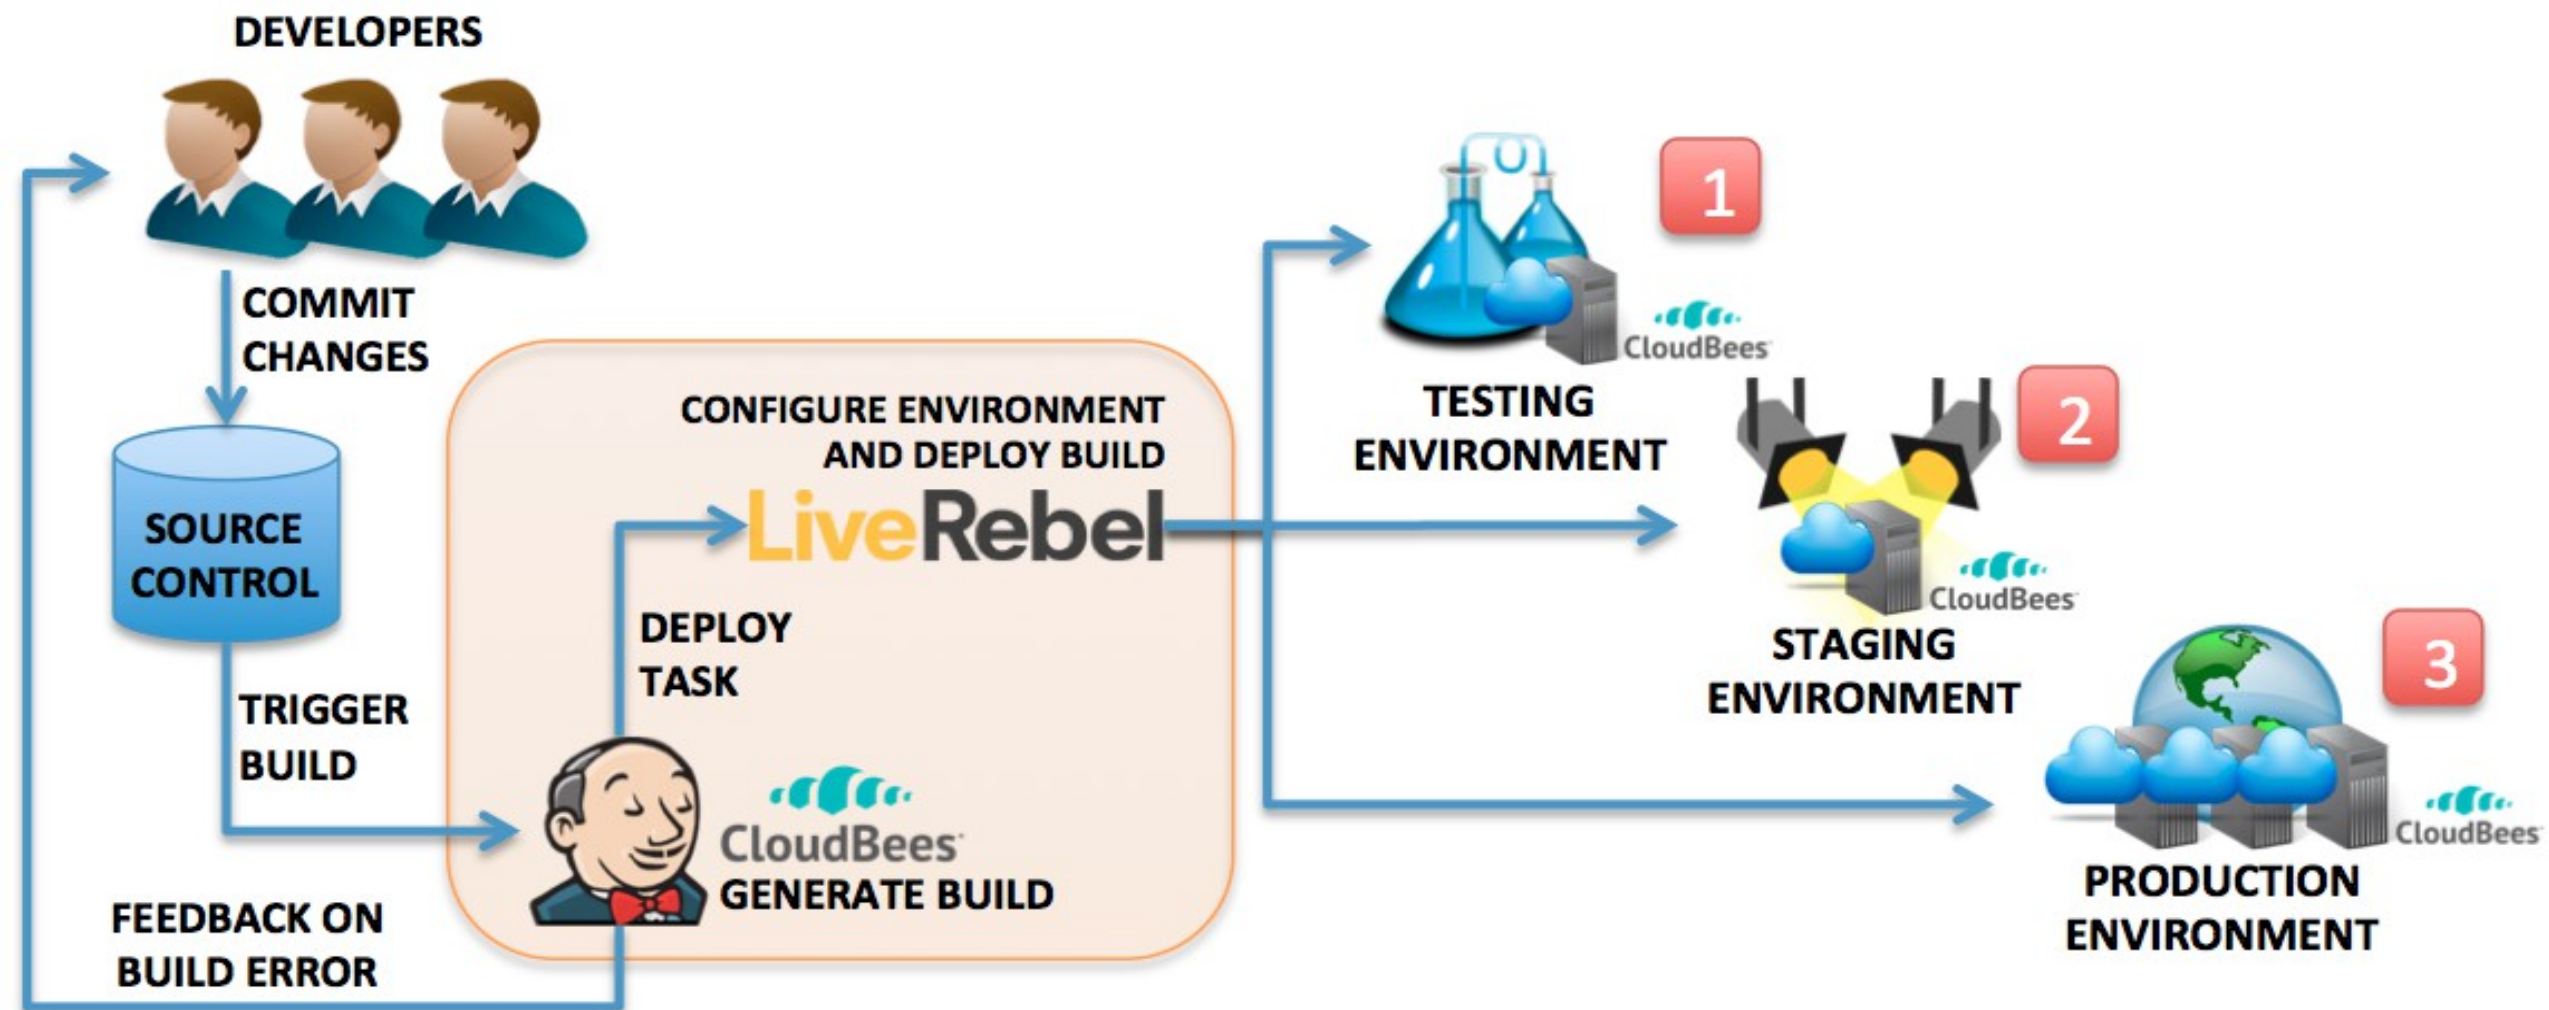 DEVELOPERS
COMMIT
CHANGES
SOURCE
CONTROL
TRIGGER
BUILD
FEEDBACK ON
BUILD ERROR
CONFIGURE ENVIRONMENT
AND DEPLOY BUILD
LiveRebel
DEPLOY
TASK
CloudBees
GENERATE BUILD
1
CloudBees
TESTING
ENVIRONMENT
2
CloudBees
STAGING
ENVIRONMENT
3
CloudBees
PRODUCTION
ENVIRONMENT